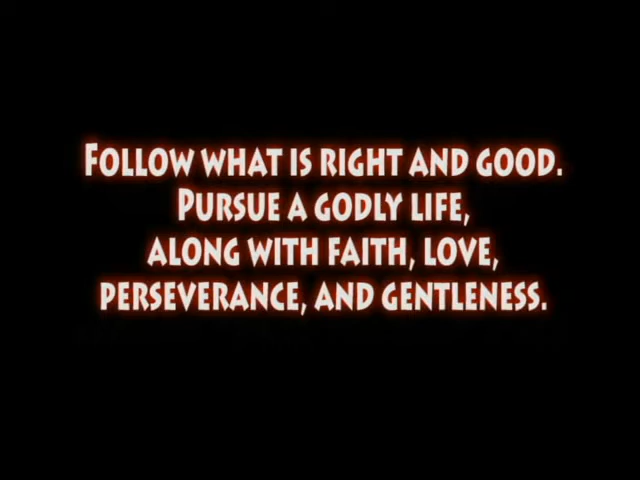 FOLLOW WHAT IS RIGHT AND GOOD.
PURSUE A GODLY LIFE,
ALONG WITH FAITH, LOVE,
PERSEVERANCE, AND GENTLENESS.